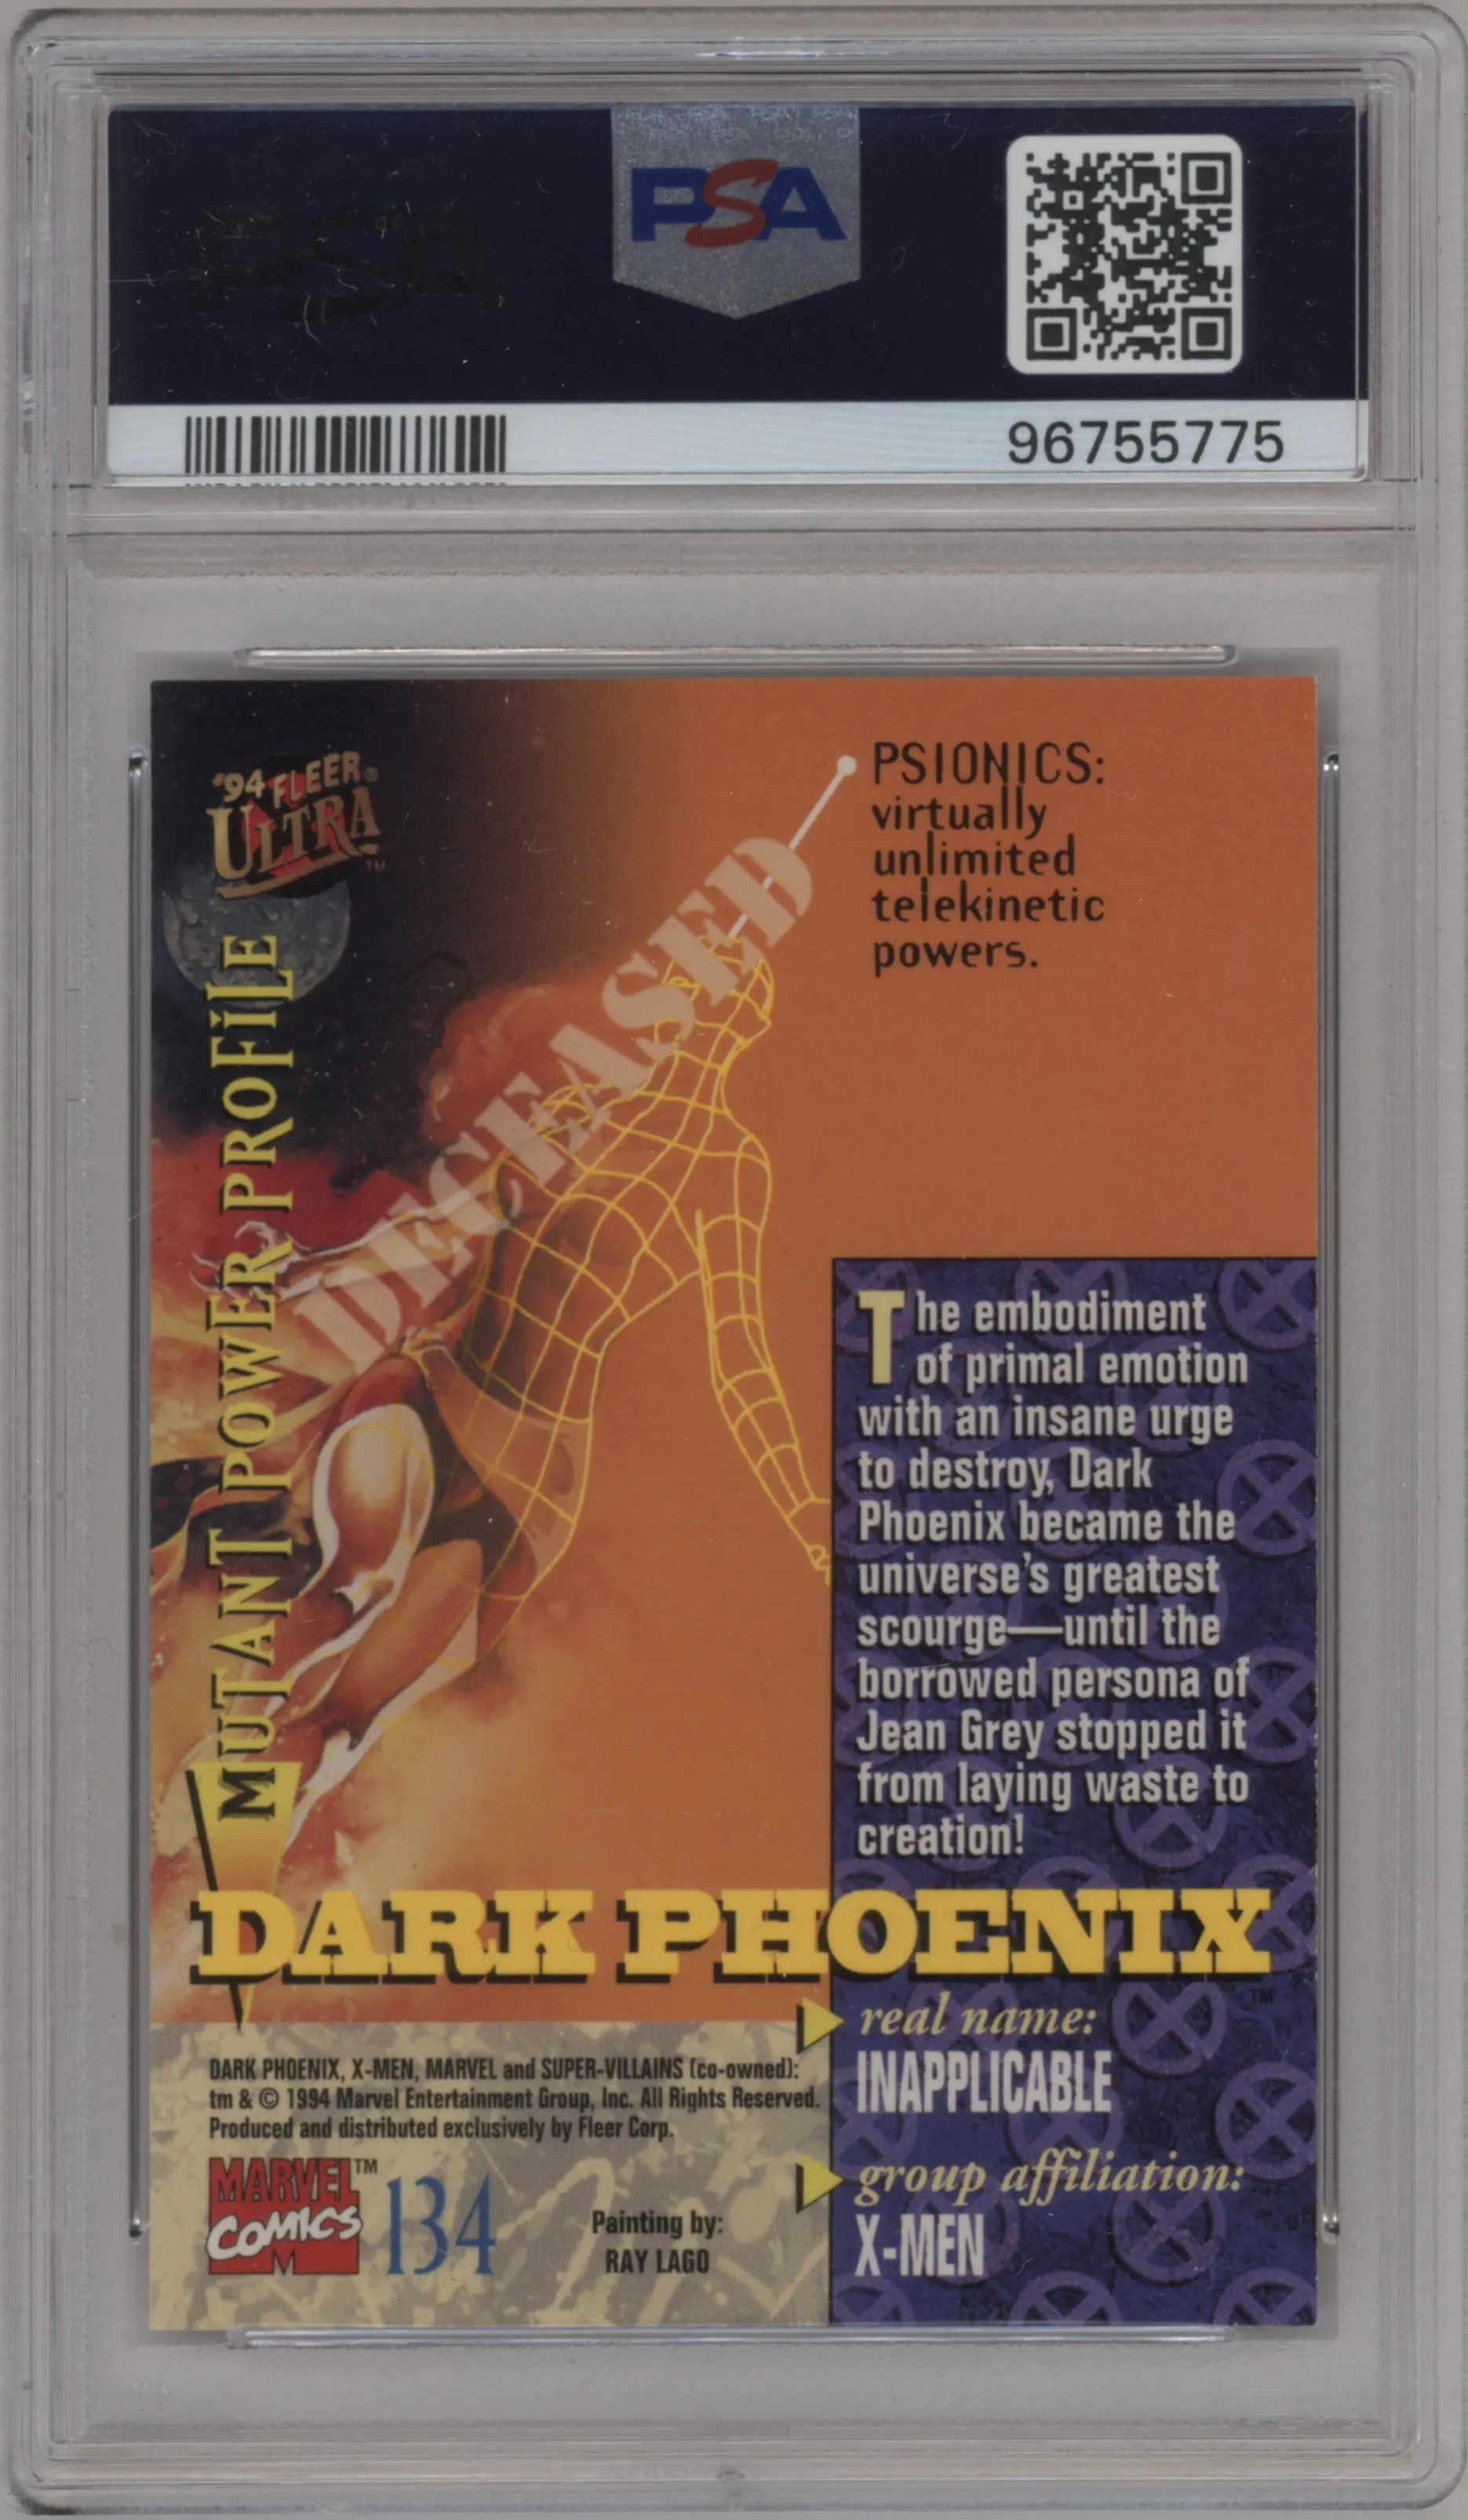 PSA
96755775
'94 FLEER®
ULTRA™
PSIONICS:
virtually
unlimited
telekinetic
powers.
DECEASED
MUTANT POWER PROFiLE
The embodiment
of primal emotion
with an insane urge
to destroy, Dark
Phoenix became the
universe's greatest
scourge—until the
borrowed persona of
Jean Grey stopped it
from laying waste to
creation!
DARK PHOENIX™
real name:
INAPPLICABLE
group affiliation:
X-MEN
DARK PHOENIX, X-MEN, MARVEL and SUPER-VILLAINS (co-owned):
tm & © 1994 Marvel Entertainment Group, Inc. All Rights Reserved.
Produced and distributed exclusively by Fleer Corp.
MARVEL™
COMICS
M
134
Painting by:
RAY LAGO